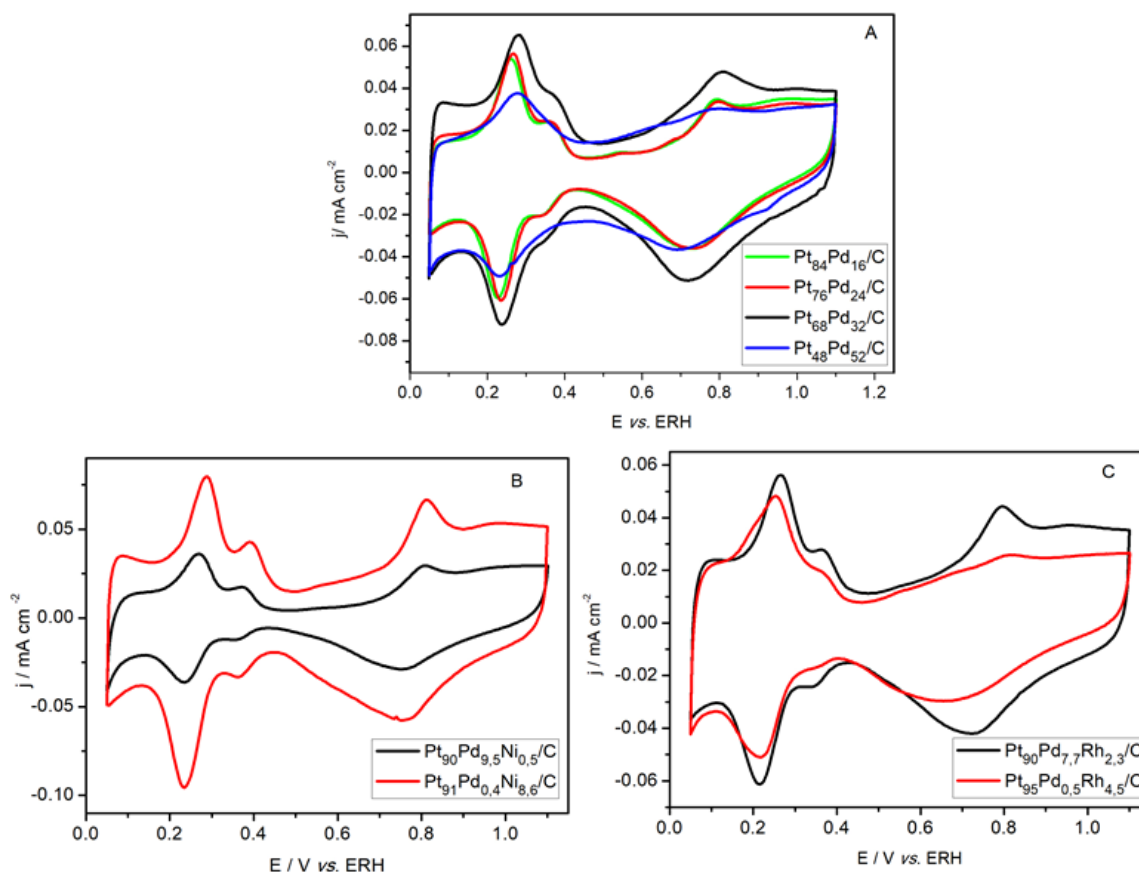 A
0.06
0.04
0.02
0.00
-0.02
-0.04
-0.06
-0.08
j/ mA cm⁻²
Pt₈₄Pd₁₆/C
Pt₇₆Pd₂₄/C
Pt₆₈Pd₃₂/C
Pt₄₈Pd₅₂/C
0.0 0.2 0.4 0.6 0.8 1.0 1.2
E vs. ERH
B
0.05
0.00
-0.05
-0.10
j / mA cm⁻²
Pt₉₀Pd₉,₅Ni₀,₅/C
Pt₉₁Pd₀,₄Ni₈,₆/C
0.0 0.2 0.4 0.6 0.8 1.0
E / V vs. ERH
C
0.06
0.04
0.02
0.00
-0.02
-0.04
-0.06
j / mA cm⁻²
Pt₉₀Pd₇,₇Rh₂,₃/C
Pt₉₅Pd₀,₅Rh₄,₅/C
0.0 0.2 0.4 0.6 0.8 1.0
E / V vs. ERH